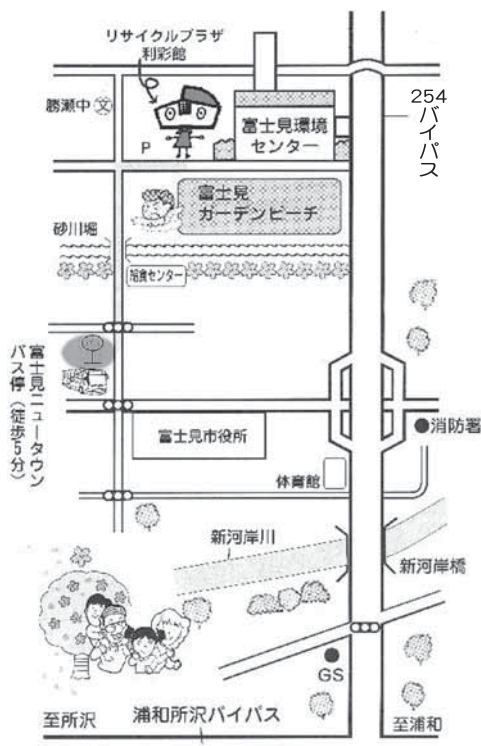 リサイクルプラザ
利彩館
勝瀬中
文
P
富士見環境
センター
254
バイパス
富士見
ガーデンビーチ
砂川堀
給食センター
富士見ニュータウン
バス停（徒歩5分）
富士見市役所
消防署
体育館
新河岸川
新河岸橋
GS
至所沢
浦和所沢バイパス
至浦和